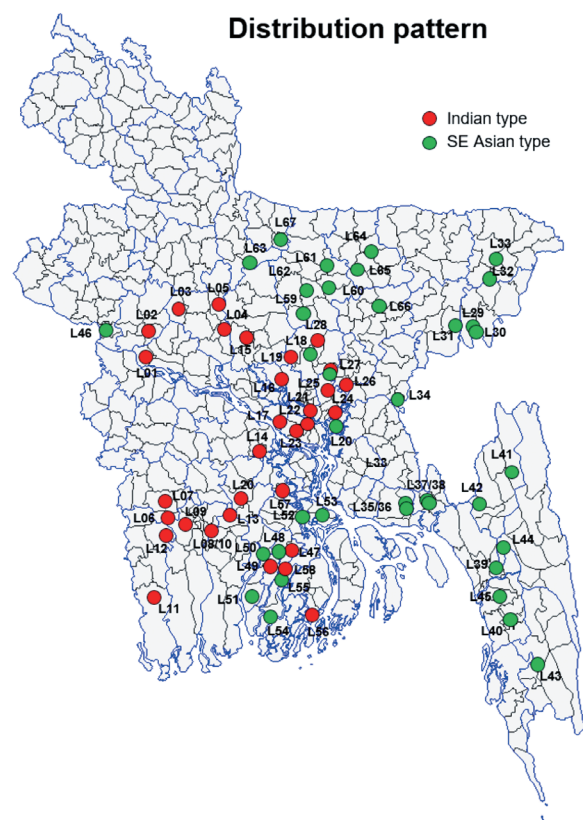 Distribution pattern
Indian type
SE Asian type
L67
L64
L63
L61
L33
L62
L65
L32
L03
L05
L60
L59
L66
L02
L04
L29
L46
L28
L31
L30
L18
L15
L19
L01
L27
L16
L25
L26
L34
L21
L24
L17
L22
L23
L20
L14
L33
L41
L07
L20
L57
L37/38
L42
L06
L09
L13
L52
L53
L35/36
L12
L08/10
L48
L50
L47
L44
L49
L58
L39
L55
L11
L51
L45
L54
L56
L40
L43